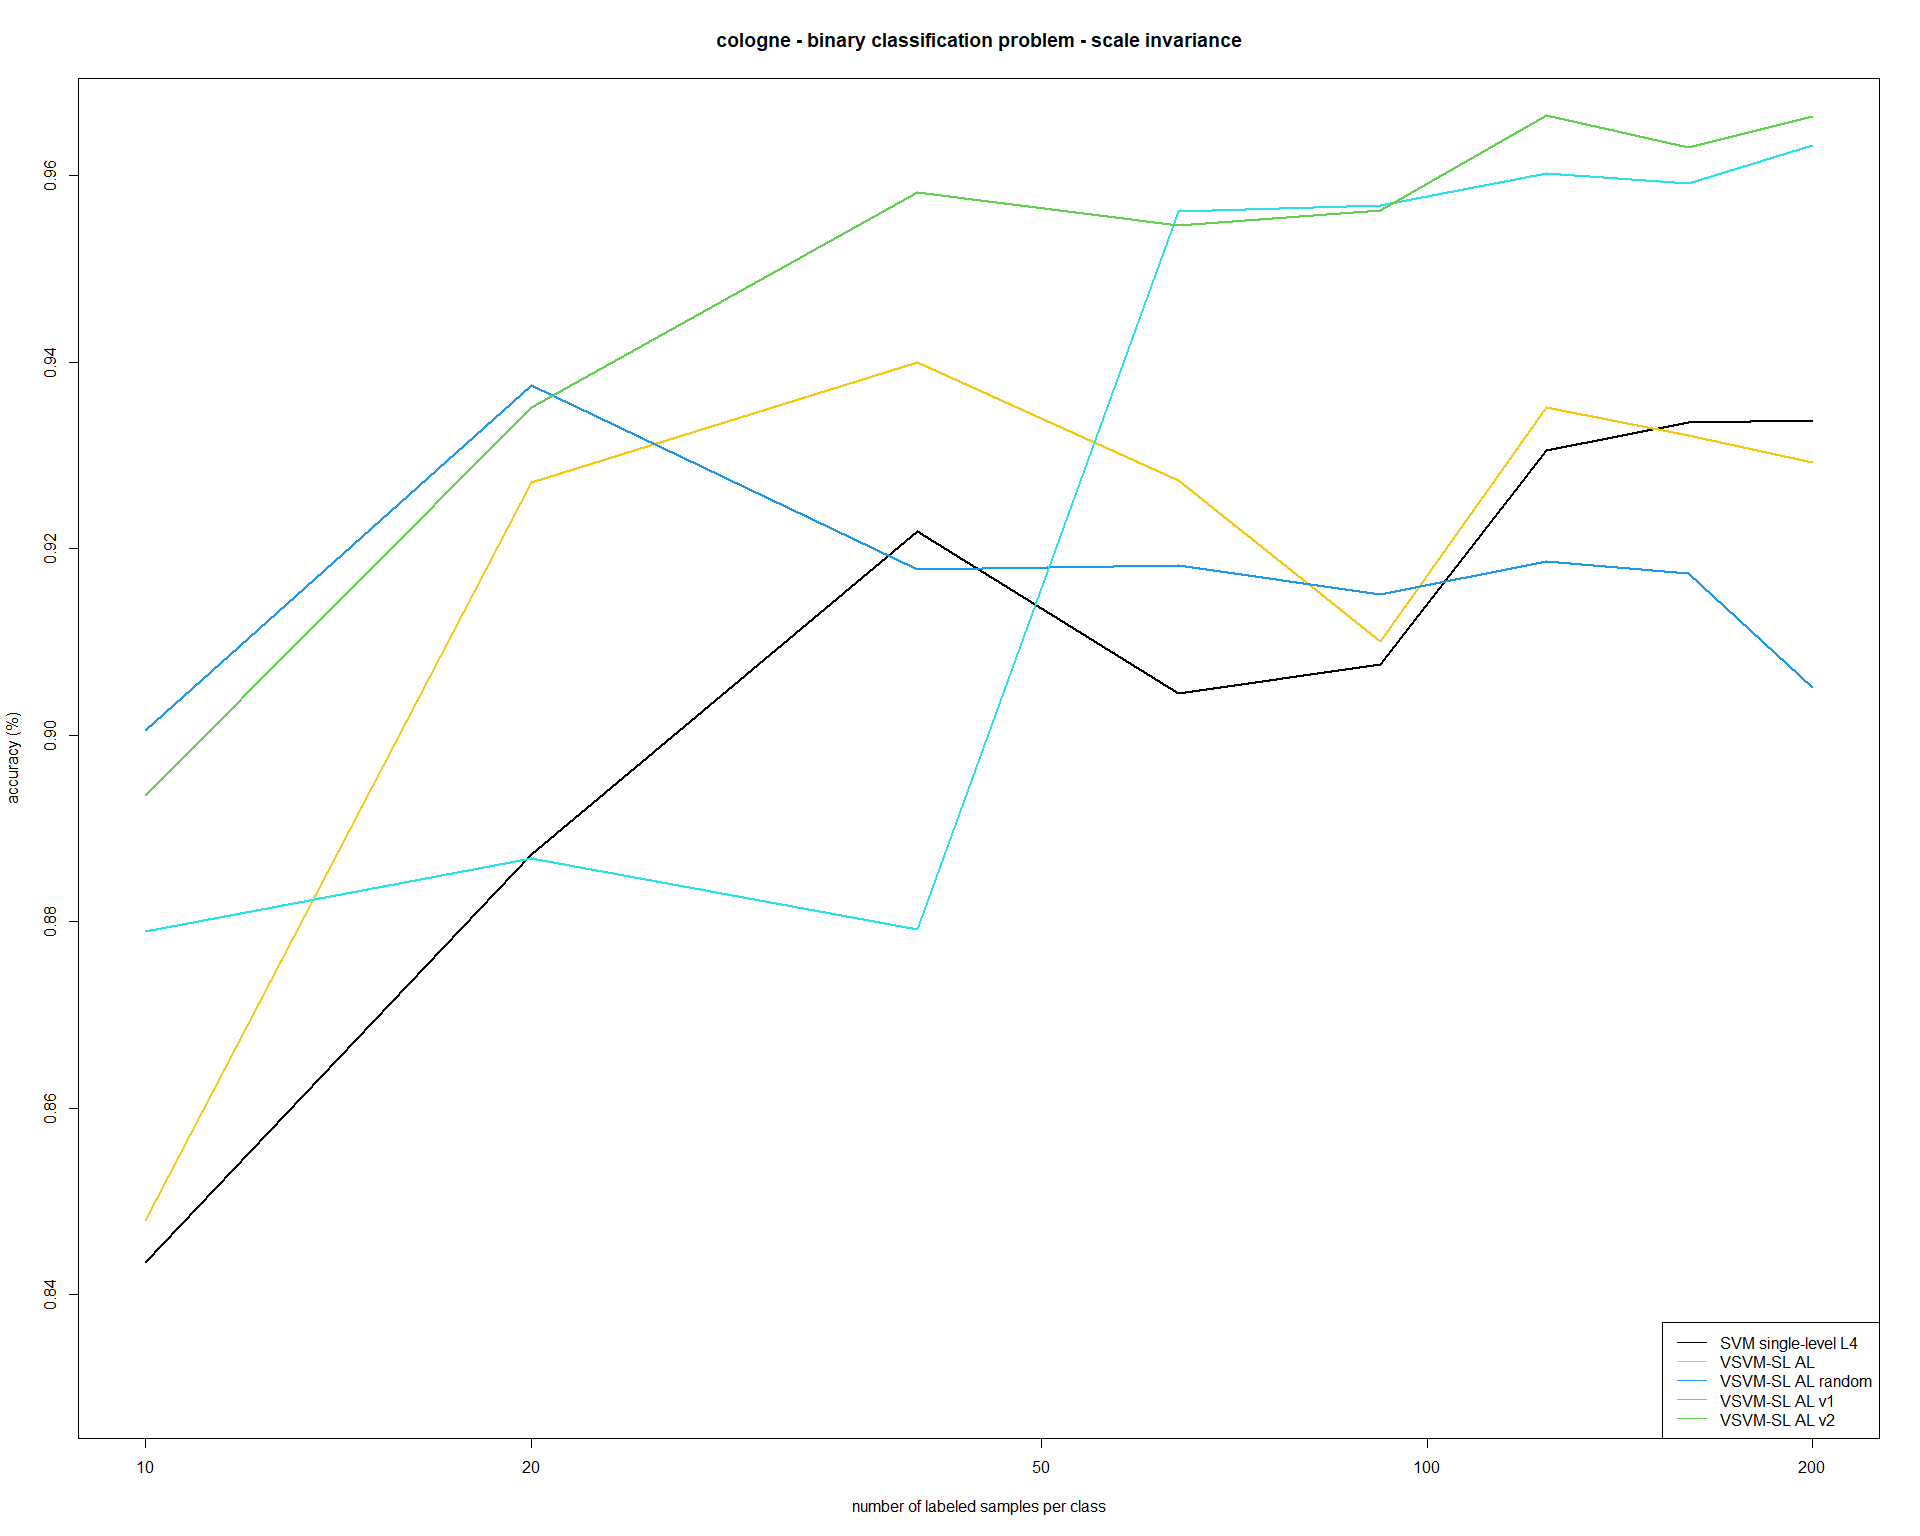 cologne - binary classification problem - scale invariance
accuracy (%)
0.96
0.94
0.92
0.90
0.88
0.86
0.84
SVM single-level L4
VSVM-SL AL
VSVM-SL AL random
VSVM-SL AL v1
VSVM-SL AL v2
10 20 50 100 200
number of labeled samples per class